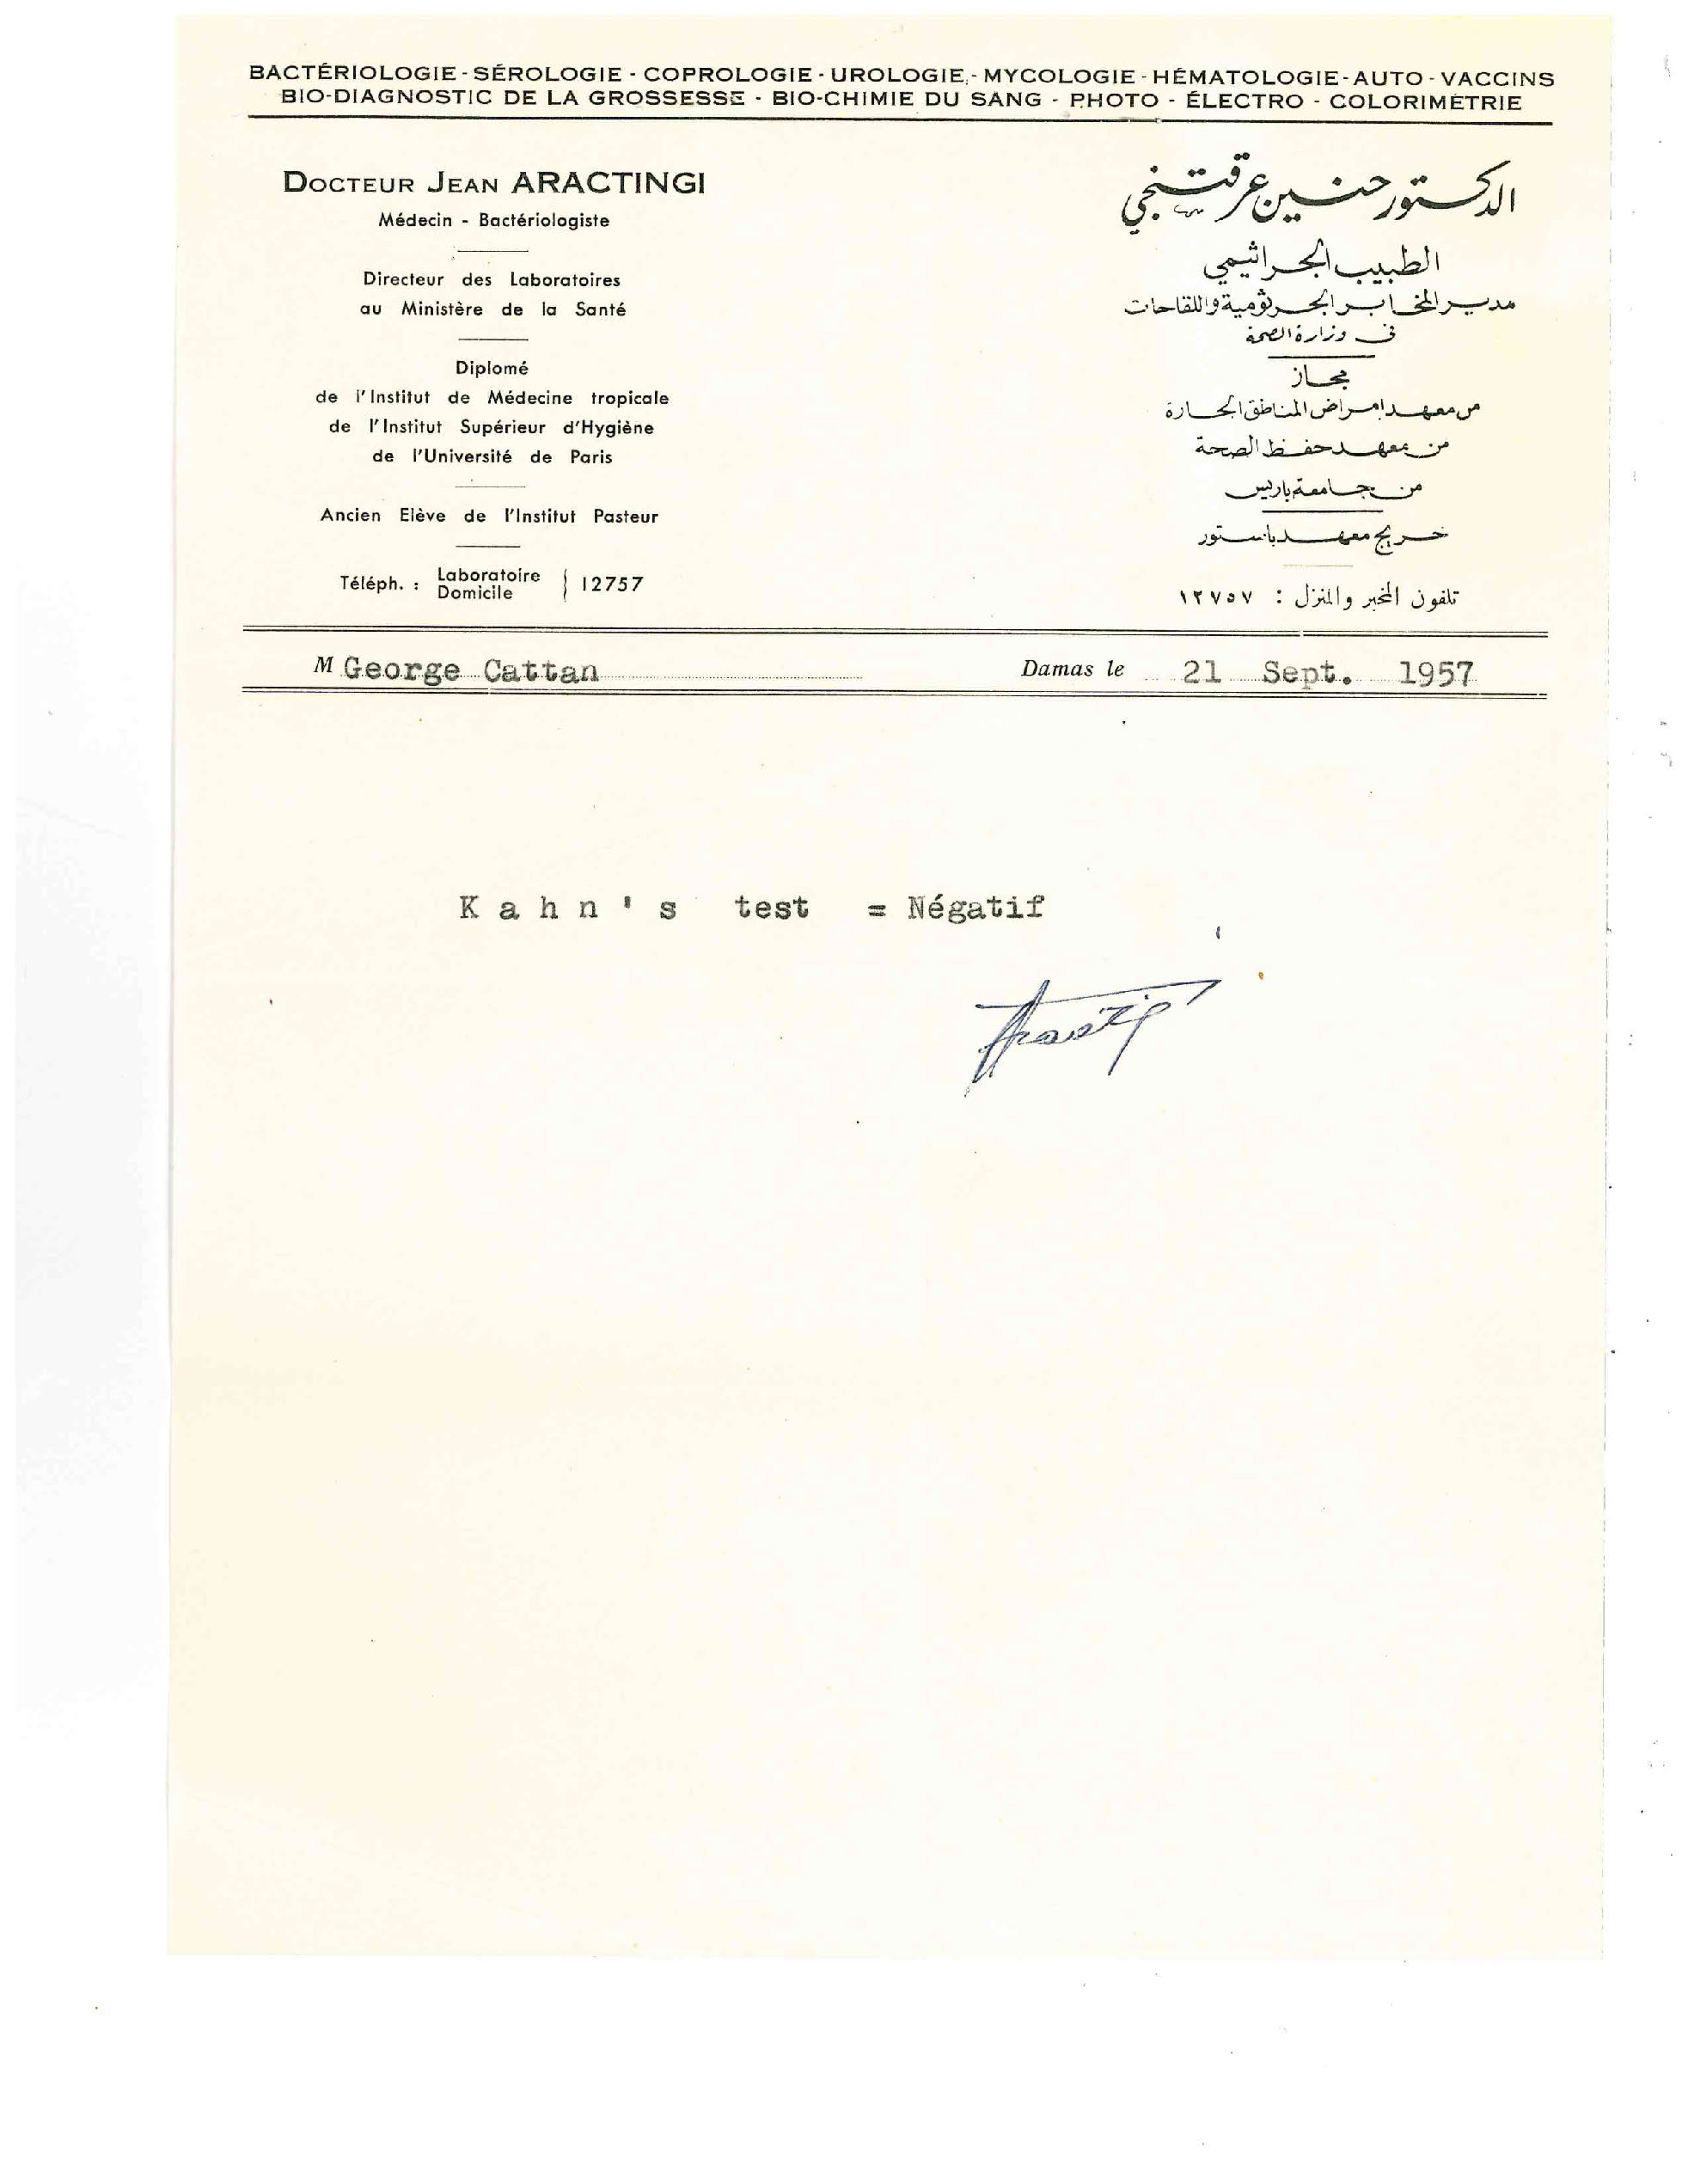 BACTÉRIOLOGIE - SÉROLOGIE - COPROLOGIE - UROLOGIE - MYCOLOGIE - HÉMATOLOGIE - AUTO - VACCINS
BIO-DIAGNOSTIC DE LA GROSSESSE - BIO-CHIMIE DU SANG - PHOTO - ÉLECTRO - COLORIMÉTRIE
DOCTEUR JEAN ARACTINGI
Médecin - Bactériologiste
Directeur des Laboratoires
au Ministère de la Santé
Diplomé
de l'Institut de Médecine tropicale
de l'Institut Supérieur d'Hygiène
de l'Université de Paris
Ancien Elève de l'Institut Pasteur
Téléph. : Laboratoire
Domicile } 12757
الدكتور حنين عرقتنجي
الطبيب الجراثيمي
مدير المخابر الجرثومية واللقاحات
في وزارة الصحة
مجاز
من معهد امراض المناطق الحارة
من معهد حفظ الصحة
من جامعة باريس
خريج معهد باستور
تلفون المخبر والمنزل : ١٢٧٥٧
M George Cattan
Damas le 21 Sept. 1957
Kahn's test = Négatif